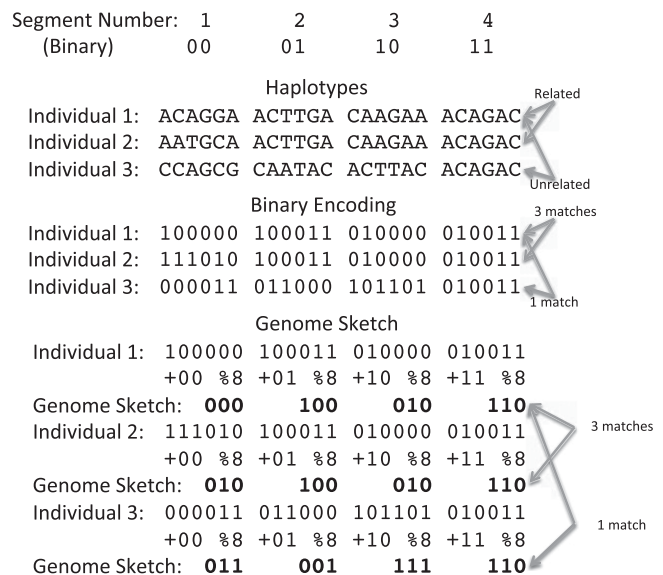 Segment Number: 1 2 3 4
(Binary) 00 01 10 11
Haplotypes
Related
Individual 1: ACAGGA ACTTGA CAAGAA ACAGAC
Individual 2: AATGCA ACTTGA CAAGAA ACAGAC
Individual 3: CCAGCG CAATAC ACTTAC ACAGAC
Unrelated
Binary Encoding
3 matches
Individual 1: 100000 100011 010000 010011
Individual 2: 111010 100011 010000 010011
Individual 3: 000011 011000 101101 010011
1 match
Genome Sketch
Individual 1: 100000 100011 010000 010011
+00 %8 +01 %8 +10 %8 +11 %8
Genome Sketch: 000 100 010 110
Individual 2: 111010 100011 010000 010011
3 matches
+00 %8 +01 %8 +10 %8 +11 %8
Genome Sketch: 010 100 010 110
Individual 3: 000011 011000 101101 010011
1 match
+00 %8 +01 %8 +10 %8 +11 %8
Genome Sketch: 011 001 111 110